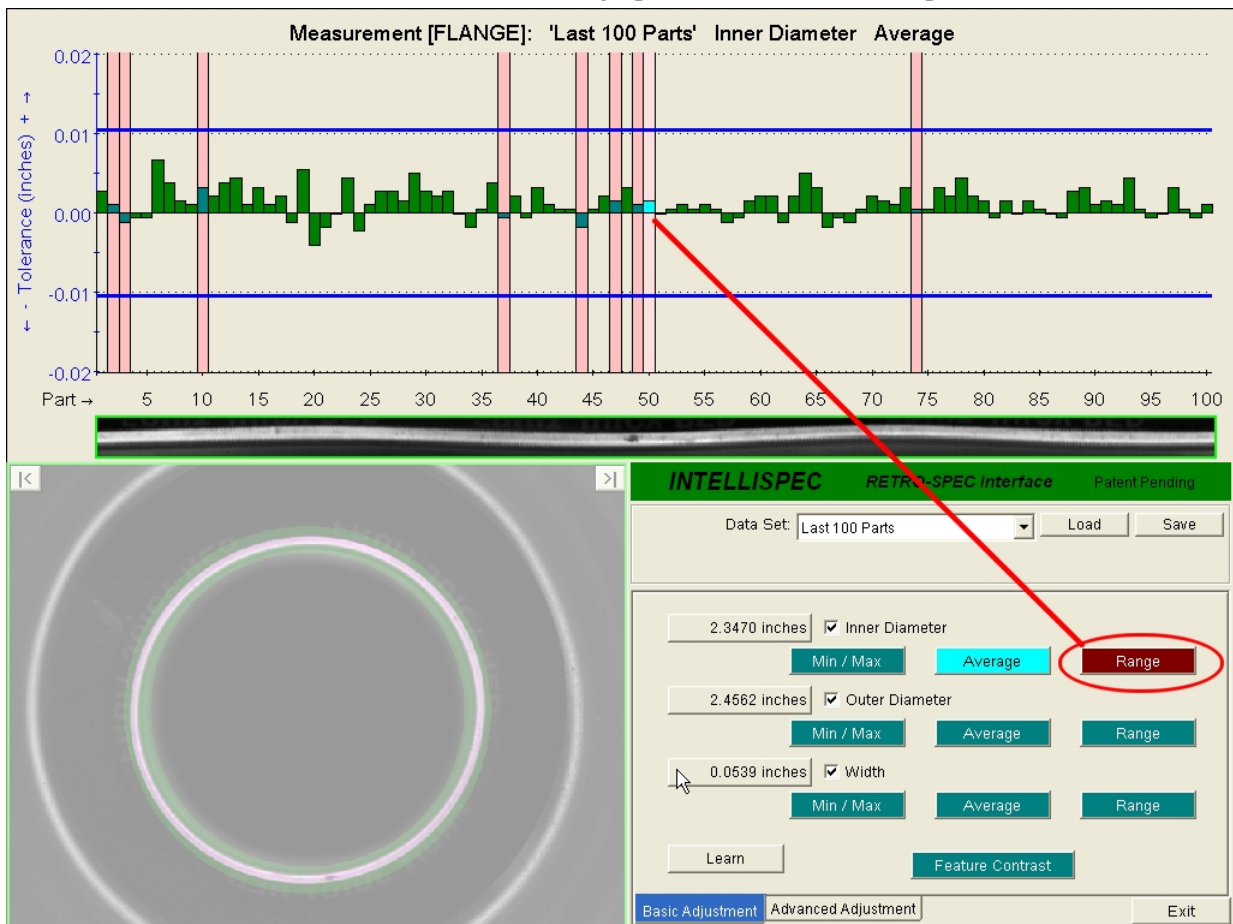 Measurement [FLANGE]: 'Last 100 Parts' Inner Diameter Average
← - Tolerance (inches) + →
0.02
0.01
0.00
-0.01
-0.02
Part → 5 10 15 20 25 30 35 40 45 50 55 60 65 70 75 80 85 90 95 100
|< >|
INTELLISPEC RETRO-SPEC Interface Patent Pending
Data Set: Last 100 Parts Load Save
2.3470 inches Inner Diameter
Min / Max Average Range
2.4562 inches Outer Diameter
Min / Max Average Range
0.0539 inches Width
Min / Max Average Range
Learn Feature Contrast
Basic Adjustment Advanced Adjustment Exit